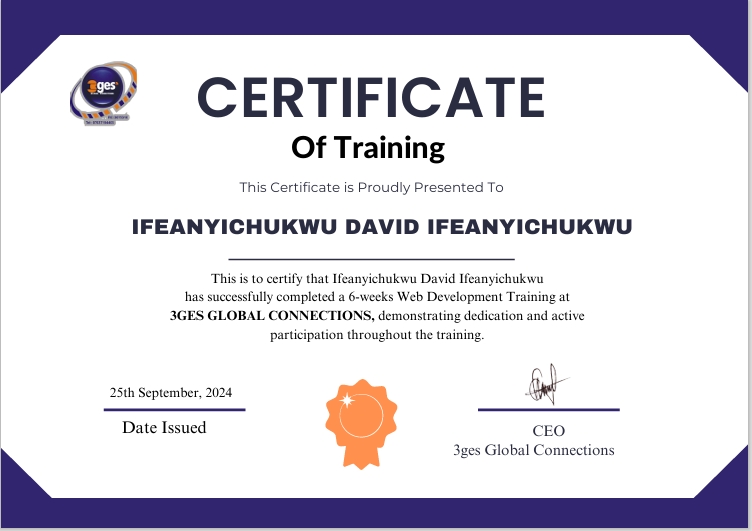 3ges
CERTIFICATE
Of Training
This Certificate is Proudly Presented To
IFEANYICHUKWU DAVID IFEANYICHUKWU
This is to certify that Ifeanyichukwu David Ifeanyichukwu
has successfully completed a 6-weeks Web Development Training at
3GES GLOBAL CONNECTIONS, demonstrating dedication and active
participation throughout the training.
25th September, 2024
Date Issued
CEO
3ges Global Connections